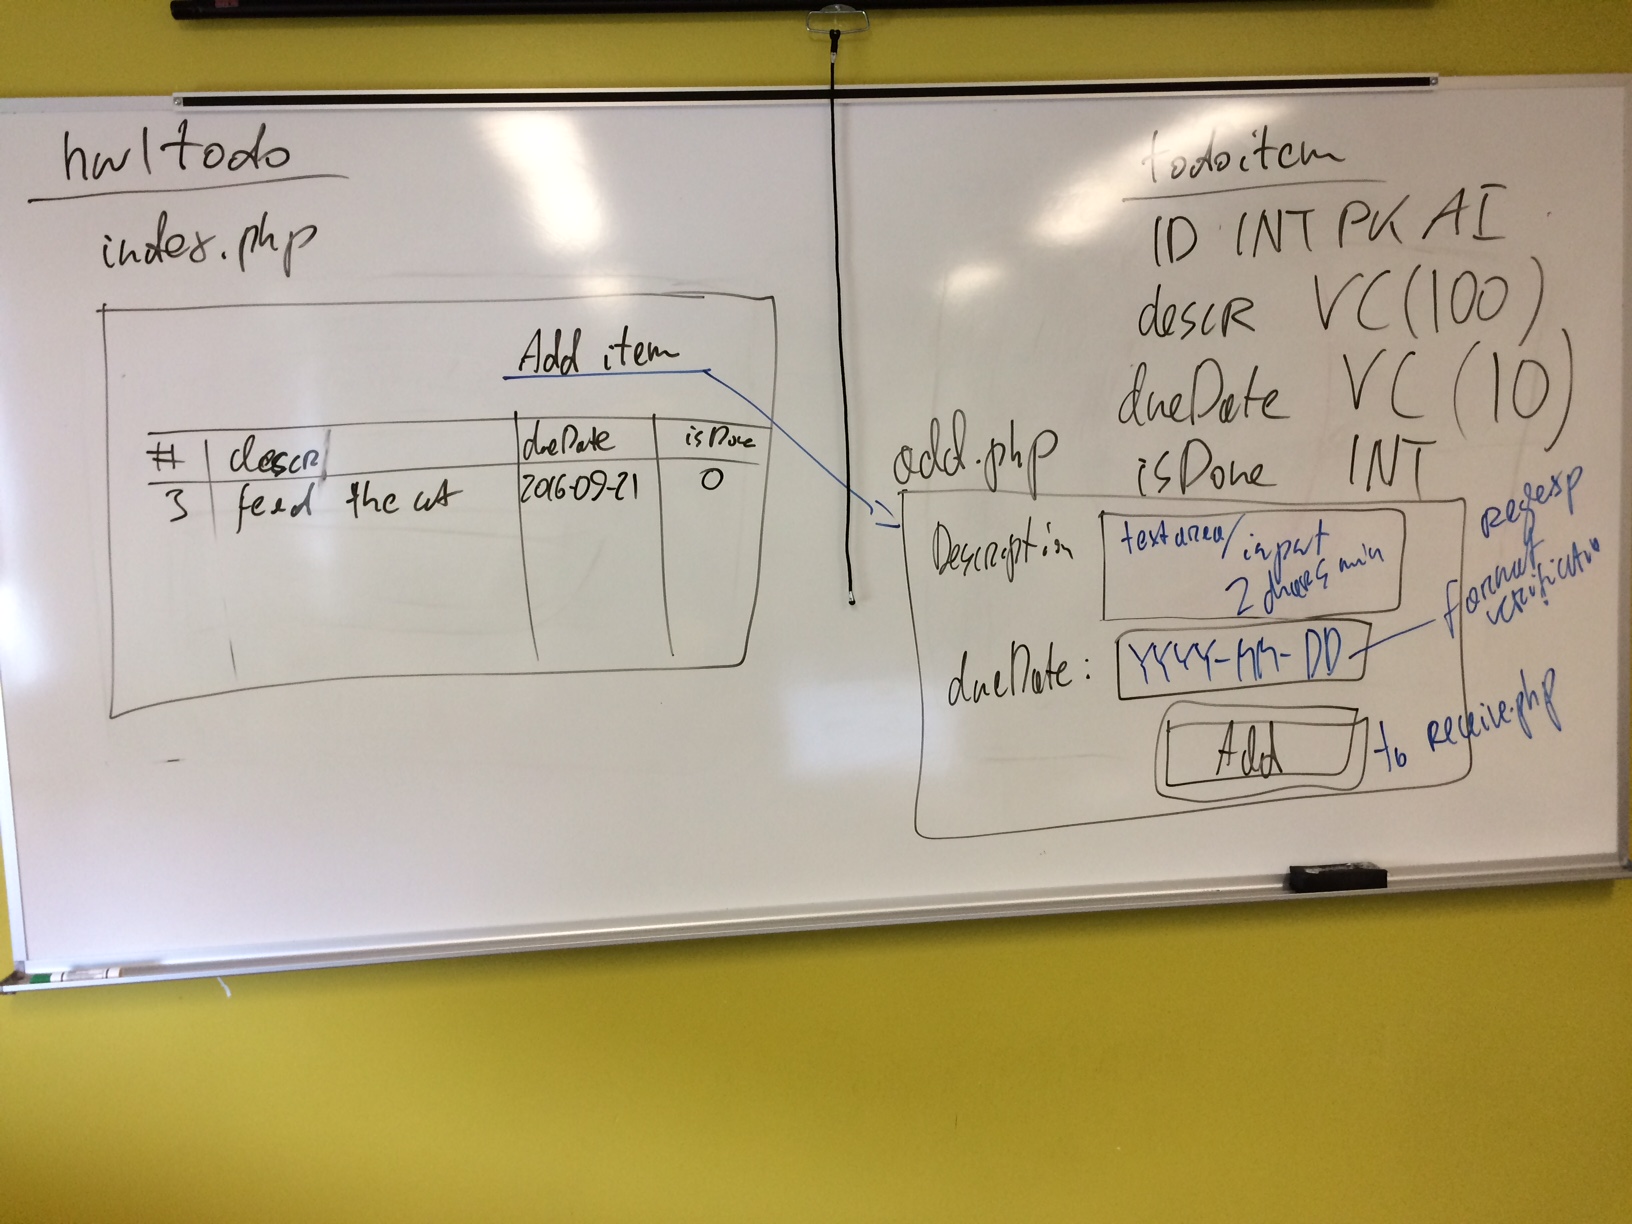 hw1todo
index.php
Add item
# descr dueDate isDone
3 feed the cat 2016-09-21 0
todoitem
ID INT PK AI
descR VC(100)
dueDate VC(10)
isDone INT
add.php
Description textarea/input
2 chars min
dueDate: YYYY-MM-DD
regexp
format
verification
Add to receive.php